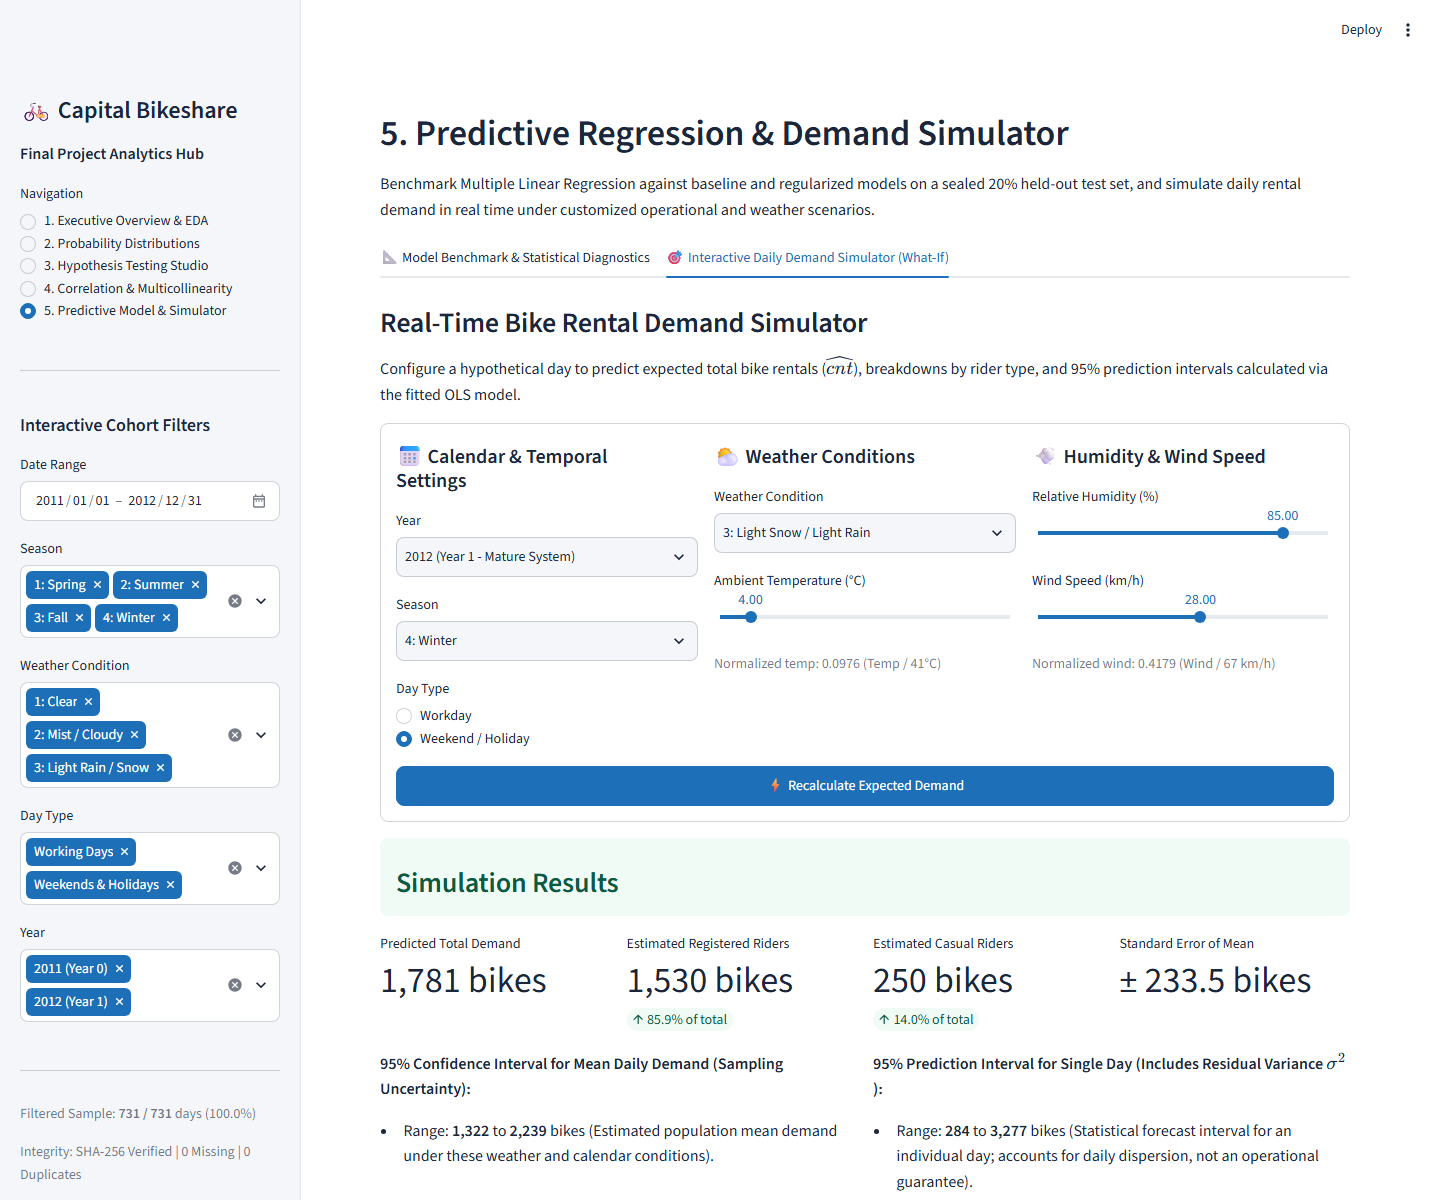 Deploy
Capital Bikeshare
Final Project Analytics Hub
Navigation
1. Executive Overview & EDA
2. Probability Distributions
3. Hypothesis Testing Studio
4. Correlation & Multicollinearity
5. Predictive Model & Simulator
Interactive Cohort Filters
Date Range
2011/01/01 – 2012/12/31
Season
1: Spring × 2: Summer ×
3: Fall × 4: Winter ×
Weather Condition
1: Clear ×
2: Mist / Cloudy ×
3: Light Rain / Snow ×
Day Type
Working Days ×
Weekends & Holidays ×
Year
2011 (Year 0) ×
2012 (Year 1) ×
Filtered Sample: 731 / 731 days (100.0%)
Integrity: SHA-256 Verified | 0 Missing | 0
Duplicates
5. Predictive Regression & Demand Simulator
Benchmark Multiple Linear Regression against baseline and regularized models on a sealed 20% held-out test set, and simulate daily rental
demand in real time under customized operational and weather scenarios.
Model Benchmark & Statistical Diagnostics
Interactive Daily Demand Simulator (What-If)
Real-Time Bike Rental Demand Simulator
Configure a hypothetical day to predict expected total bike rentals (\widehat{cnt}), breakdowns by rider type, and 95% prediction intervals calculated via
the fitted OLS model.
Calendar & Temporal
Settings
Year
2012 (Year 1 - Mature System)
Season
4: Winter
Day Type
Workday
Weekend / Holiday
Weather Conditions
Weather Condition
3: Light Snow / Light Rain
Ambient Temperature (°C)
4.00
Normalized temp: 0.0976 (Temp / 41°C)
Humidity & Wind Speed
Relative Humidity (%)
85.00
Wind Speed (km/h)
28.00
Normalized wind: 0.4179 (Wind / 67 km/h)
Recalculate Expected Demand
Simulation Results
Predicted Total Demand
1,781 bikes
Estimated Registered Riders
1,530 bikes
↑ 85.9% of total
Estimated Casual Riders
250 bikes
↑ 14.0% of total
Standard Error of Mean
± 233.5 bikes
95% Confidence Interval for Mean Daily Demand (Sampling
Uncertainty):
• Range: 1,322 to 2,239 bikes (Estimated population mean demand
under these weather and calendar conditions).
95% Prediction Interval for Single Day (Includes Residual Variance σ²
):
• Range: 284 to 3,277 bikes (Statistical forecast interval for an
individual day; accounts for daily dispersion, not an operational
guarantee).